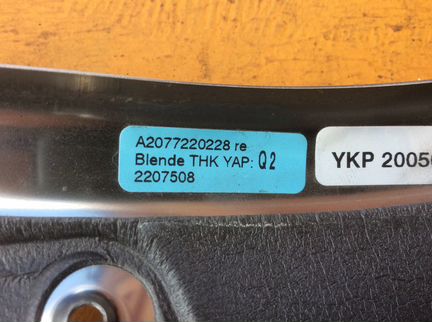 A2077220228 re
Blende THK YAP: Q2
2207508
YKP 2005